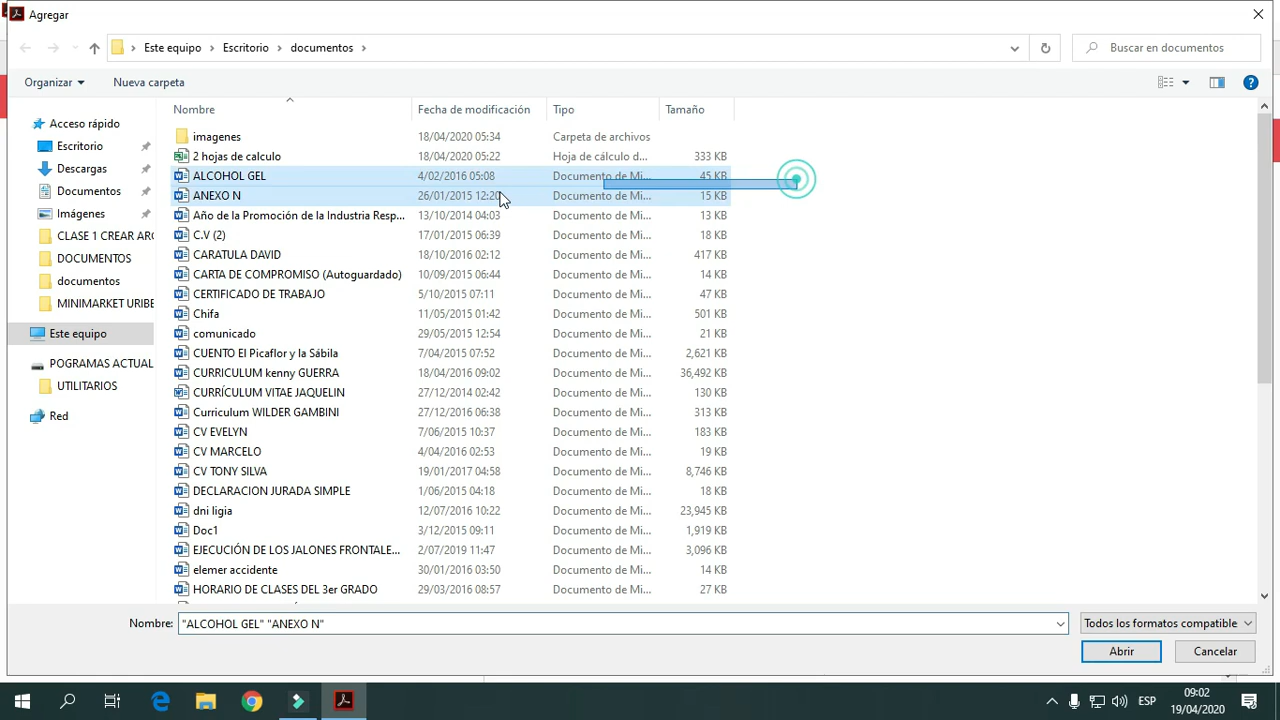 Agregar
Este equipo > Escritorio > documentos >
Buscar en documentos
Organizar
Nueva carpeta
Nombre Fecha de modificación Tipo Tamaño
Acceso rápido
Escritorio
Descargas
Documentos
Imágenes
CLASE 1 CREAR ARC
DOCUMENTOS
documentos
MINIMARKET URIBE
Este equipo
POGRAMAS ACTUAL
UTILITARIOS
Red
imagenes 18/04/2020 05:34 Carpeta de archivos
2 hojas de calculo 18/04/2020 05:22 Hoja de cálculo d... 333 KB
ALCOHOL GEL 4/02/2016 05:08 Documento de Mi... 45 KB
ANEXO N 26/01/2015 12:20 Documento de Mi... 15 KB
Año de la Promoción de la Industria Resp... 13/10/2014 04:03 Documento de Mi... 13 KB
C.V (2) 17/01/2015 06:39 Documento de Mi... 18 KB
CARATULA DAVID 18/10/2016 02:12 Documento de Mi... 417 KB
CARTA DE COMPROMISO (Autoguardado) 10/09/2015 06:44 Documento de Mi... 14 KB
CERTIFICADO DE TRABAJO 5/10/2015 07:11 Documento de Mi... 47 KB
Chifa 11/05/2015 01:42 Documento de Mi... 501 KB
comunicado 29/05/2015 12:54 Documento de Mi... 21 KB
CUENTO El Picaflor y la Sábila 7/04/2015 07:52 Documento de Mi... 2,621 KB
CURRICULUM kenny GUERRA 18/04/2016 09:02 Documento de Mi... 36,492 KB
CURRÍCULUM VITAE JAQUELIN 27/12/2014 02:42 Documento de Mi... 130 KB
Curriculum WILDER GAMBINI 27/12/2016 06:38 Documento de Mi... 313 KB
CV EVELYN 7/06/2015 10:37 Documento de Mi... 183 KB
CV MARCELO 4/04/2016 02:53 Documento de Mi... 19 KB
CV TONY SILVA 19/01/2017 04:58 Documento de Mi... 8,746 KB
DECLARACION JURADA SIMPLE 1/06/2015 04:18 Documento de Mi... 18 KB
dni ligia 12/07/2016 10:22 Documento de Mi... 23,945 KB
Doc1 3/12/2015 09:11 Documento de Mi... 1,919 KB
EJECUCIÓN DE LOS JALONES FRONTALE... 2/07/2019 11:47 Documento de Mi... 3,096 KB
elemer accidente 30/01/2016 03:50 Documento de Mi... 14 KB
HORARIO DE CLASES DEL 3er GRADO 29/03/2016 08:57 Documento de Mi... 27 KB
Nombre: "ALCOHOL GEL" "ANEXO N"
Todos los formatos compatible
Abrir Cancelar
ESP
09:02
19/04/2020